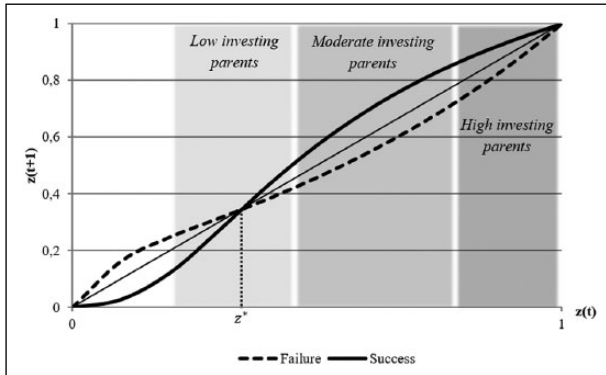 1
0,8
0,6
0,4
0,2
0
z(t+1)
Low investing
parents
Moderate investing
parents
High investing
parents
0
z*
1
z(t)
Failure
Success